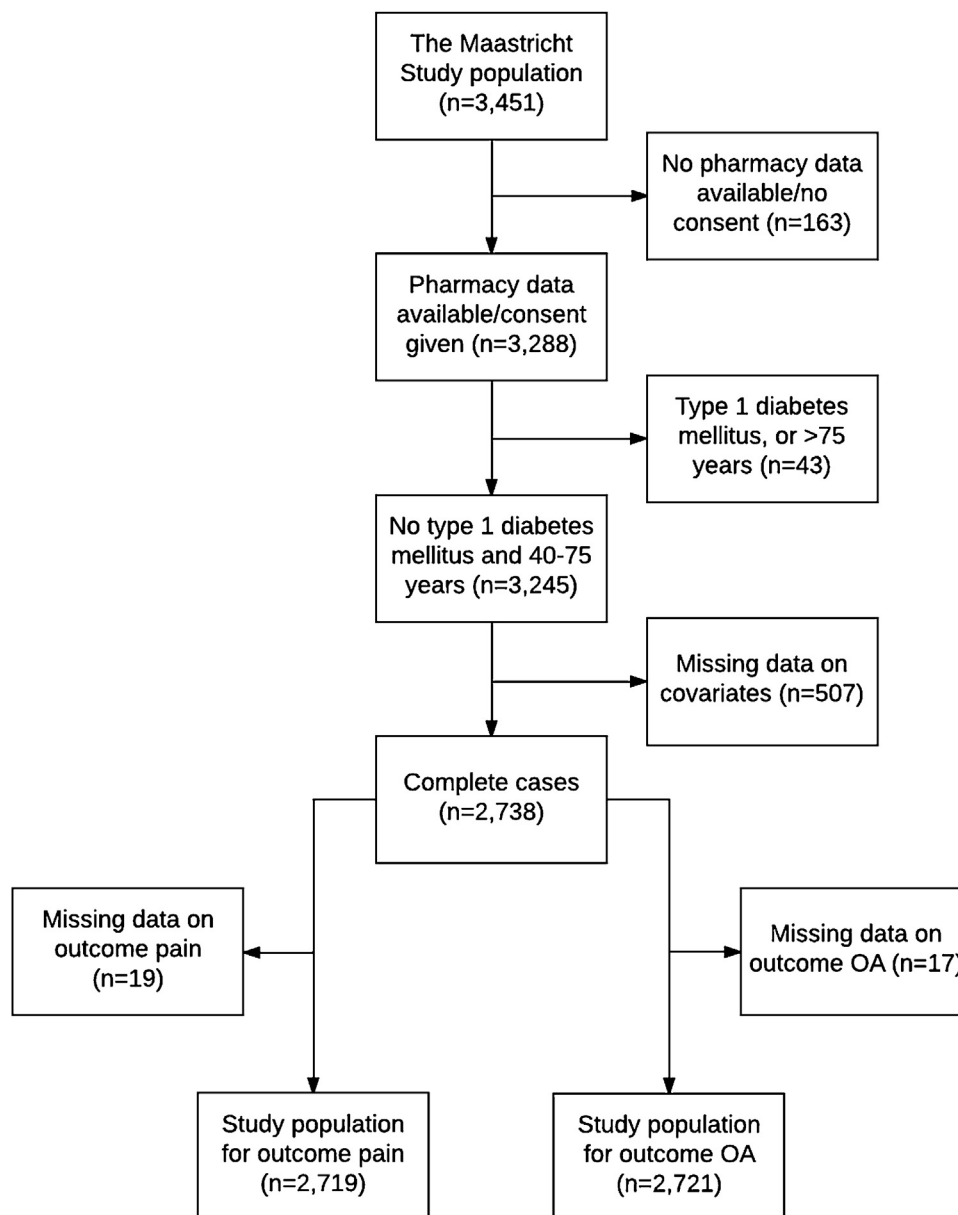 The Maastricht
Study population
(n=3,451)
No pharmacy data
available/no
consent (n=163)
Pharmacy data
available/consent
given (n=3,288)
Type 1 diabetes
mellitus, or >75
years (n=43)
No type 1 diabetes
mellitus and 40-75
years (n=3,245)
Missing data on
covariates (n=507)
Complete cases
(n=2,738)
Missing data on
outcome pain
(n=19)
Missing data on
outcome OA (n=17)
Study population
for outcome pain
(n=2,719)
Study population
for outcome OA
(n=2,721)